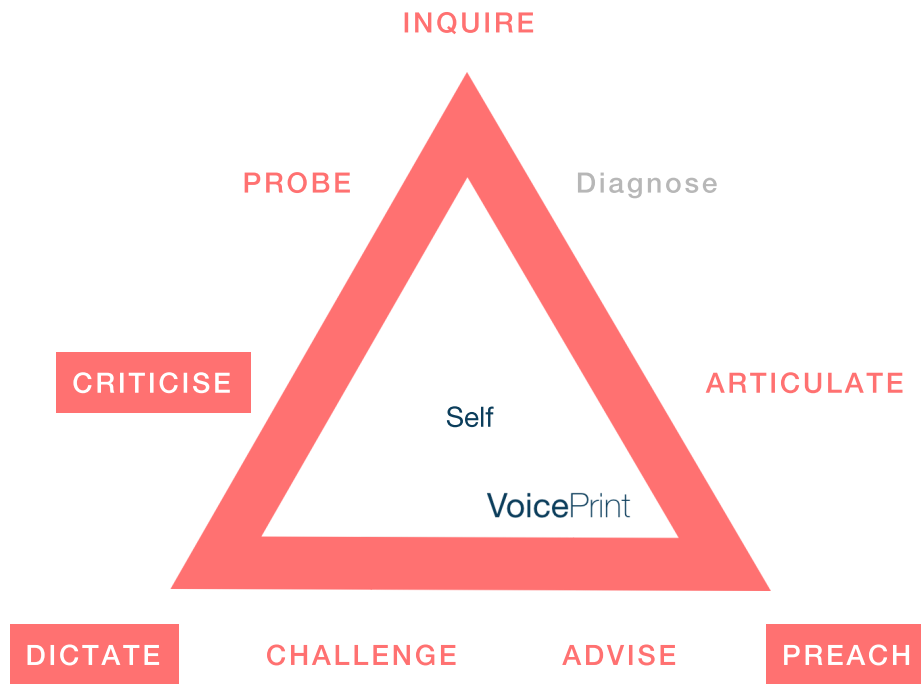 INQUIRE
PROBE
Diagnose
CRITICISE
ARTICULATE
Self
VoicePrint
DICTATE
CHALLENGE
ADVISE
PREACH